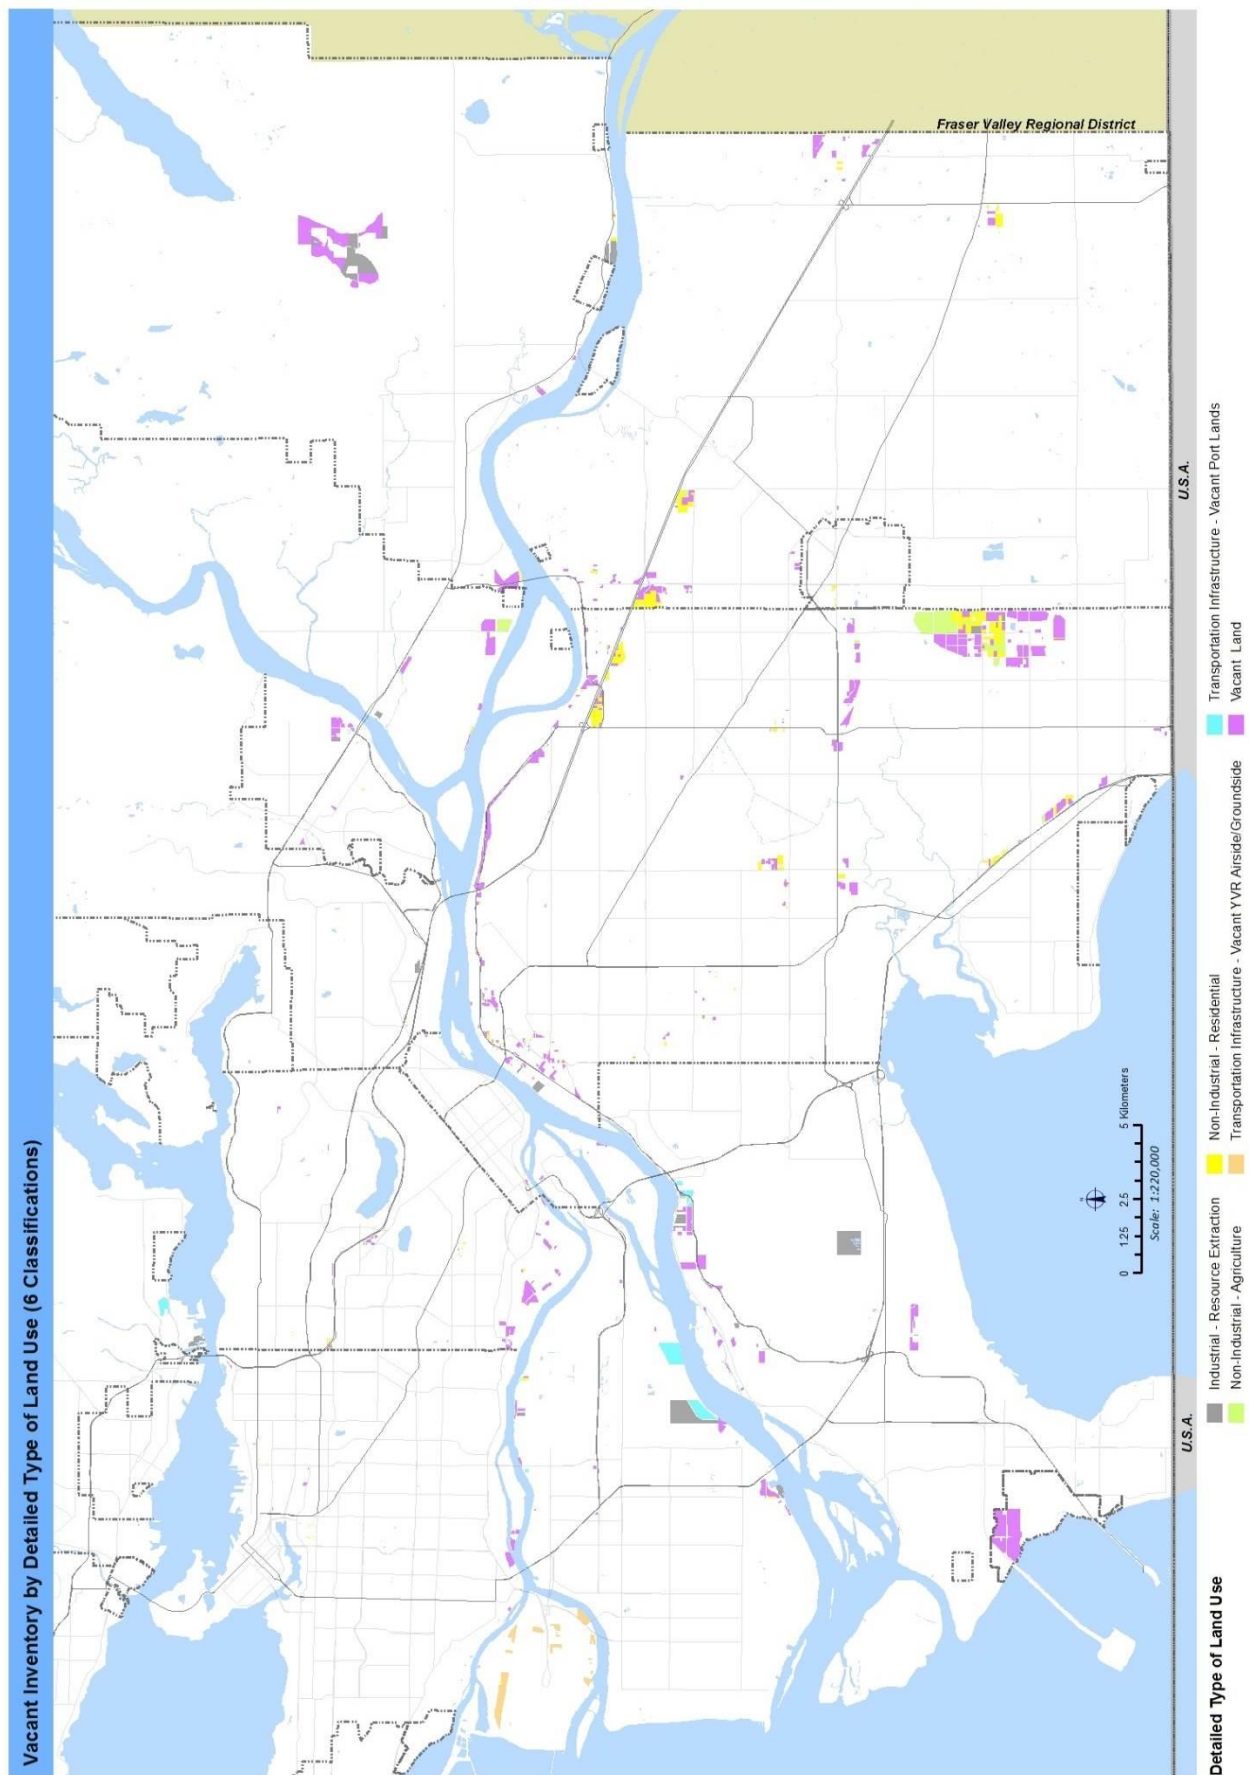 Vacant Inventory by Detailed Type of Land Use (6 Classifications)
Fraser Valley Regional District
N
0 1.25 2.5 5 Kilometers
Scale: 1:220,000
U.S.A.
U.S.A.
Detailed Type of Land Use
Industrial - Resource Extraction
Non-Industrial - Agriculture
Non-Industrial - Residential
Transportation Infrastructure - Vacant YVR Airside/Groundside
Transportation Infrastructure - Vacant Port Lands
Vacant Land